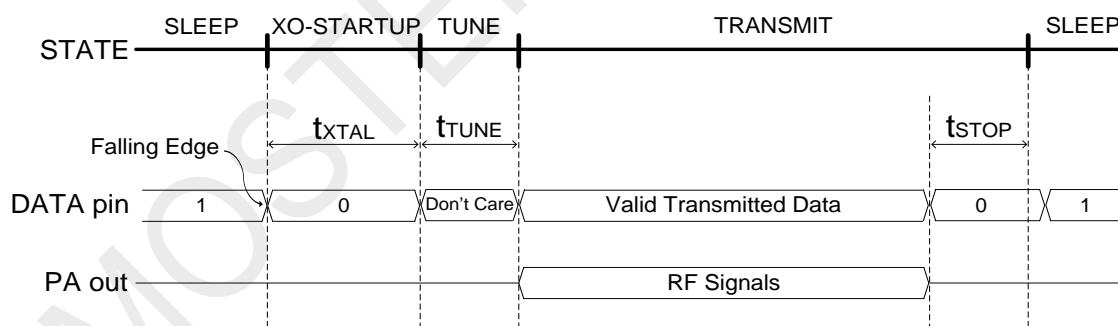 SLEEP XO-STARTUP TUNE TRANSMIT SLEEP
STATE
tXTAL tTUNE tSTOP
Falling Edge
DATA pin 1 0 Don't Care Valid Transmitted Data 0 1
PA out RF Signals